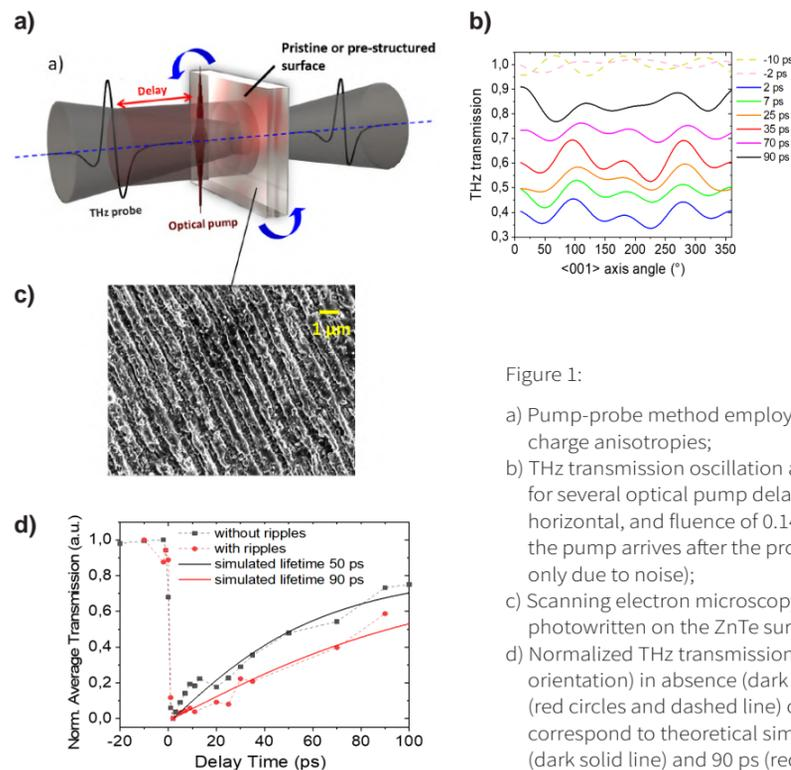 a)
a)
Delay
Pristine or pre-structured
surface
THz probe
Optical pump
b)
THz transmission
1,0
0,9
0,8
0,7
0,6
0,5
0,4
0,3
0 50 100 150 200 250 300 350
<001> axis angle (°)
-10 ps
-2 ps
2 ps
7 ps
25 ps
35 ps
70 ps
90 ps
c)
1 µm
d)
Norm. Average Transmission (a.u.)
1,0
0,8
0,6
0,4
0,2
0,0
-20 0 20 40 60 80 100
Delay Time (ps)
without ripples
with ripples
simulated lifetime 50 ps
simulated lifetime 90 ps
Figure 1:
a) Pump-probe method employ
charge anisotropies;
b) THz transmission oscillation a
for several optical pump dela
horizontal, and fluence of 0.14
the pump arrives after the pro
only due to noise);
c) Scanning electron microscop
photowritten on the ZnTe sur
d) Normalized THz transmission
orientation) in absence (dark
(red circles and dashed line) o
correspond to theoretical sim
(dark solid line) and 90 ps (red